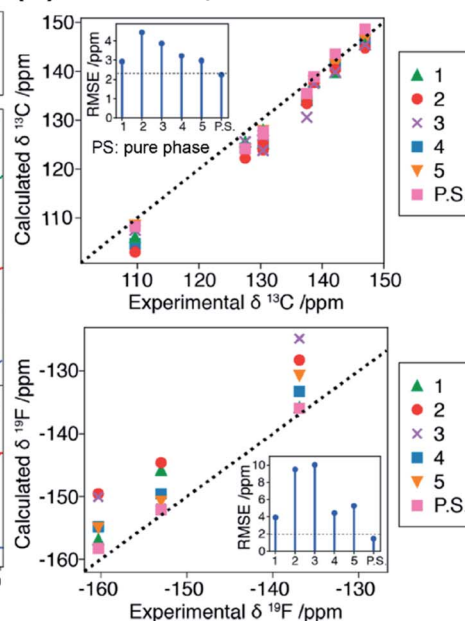 150
140
130
120
110
Calculated δ ¹³C /ppm
RMSE /ppm
4
3
2
1
0
1 2 3 4 5 P.S.
PS: pure phase
110 120 130 140 150
Experimental δ ¹³C /ppm
1
2
3
4
5
P.S.
-130
-140
-150
-160
Calculated δ ¹⁹F /ppm
RMSE /ppm
10
8
6
4
2
0
1 2 3 4 5 P.S.
-160 -150 -140 -130
Experimental δ ¹⁹F /ppm
1
2
3
4
5
P.S.